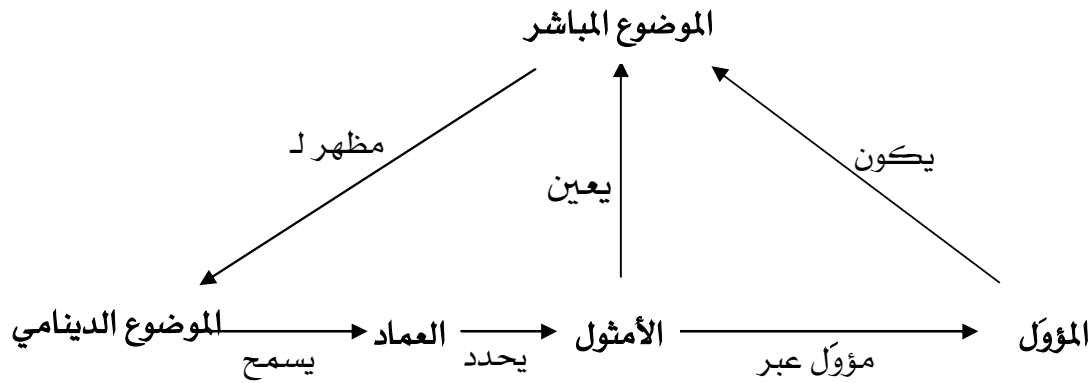 الموضوع المباشر
مظهر لـ
يكون
يعين
المؤوَل
الأمثول
العماد
الموضوع الدينامي
مؤوَل عبر
يحدد
يسمح